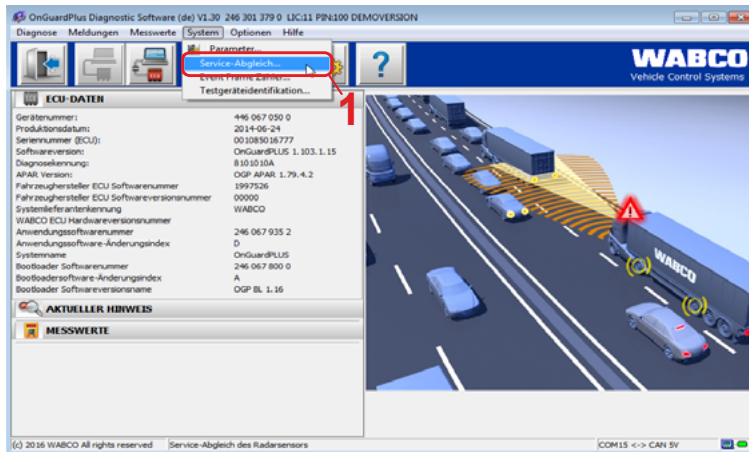 OnGuardPlus Diagnostic Software (de) V1.30 246 301 379 0 LIC:11 PIN:100 DEMOVERSION
Diagnose Meldungen Messwerte System Optionen Hilfe
Parameter...
Service-Abgleich...
Event Frame Zähler...
Testgeräteidentifikation...
1
?
WABCO
Vehicle Control Systems
ECU-DATEN
Gerätenummer: 446 067 050 0
Produktionsdatum: 2014-06-24
Seriennummer (ECU): 001085016777
Softwareversion: OnGuardPLUS 1.103.1.15
Diagnosekennung: 8101010A
APAR Version: OGP APAR 1.79.4.2
Fahrzeughersteller ECU Softwarenummer 1997526
Fahrzeughersteller ECU Softwareversionsnummer 00000
Systemlieferantenkennung WABCO
WABCO ECU Hardwareversionsnummer
Anwendungssoftwarenummer 246 067 935 2
Anwendungssoftware-Änderungsindex D
Systemname OnGuardPLUS
Bootloader Softwarenummer 246 067 800 0
Bootloadersoftware-Änderungsindex A
Bootloader Softwareversionsname OGP BL 1.16
AKTUELLER HINWEIS
MESSWERTE
WABCO
(c) 2016 WABCO All rights reserved Service-Abgleich des Radarsensors COM15 <-> CAN 5V